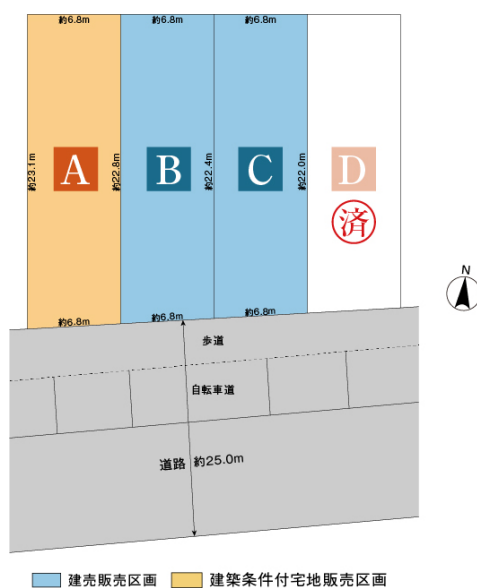 約6.8m 約6.8m 約6.8m
約23.1m A 約22.8m B 約22.4m C 約22.0m D
済
N
約6.8m 約6.8m 約6.8m
歩道
自転車道
道路 約25.0m
建売販売区画 建築条件付宅地販売区画